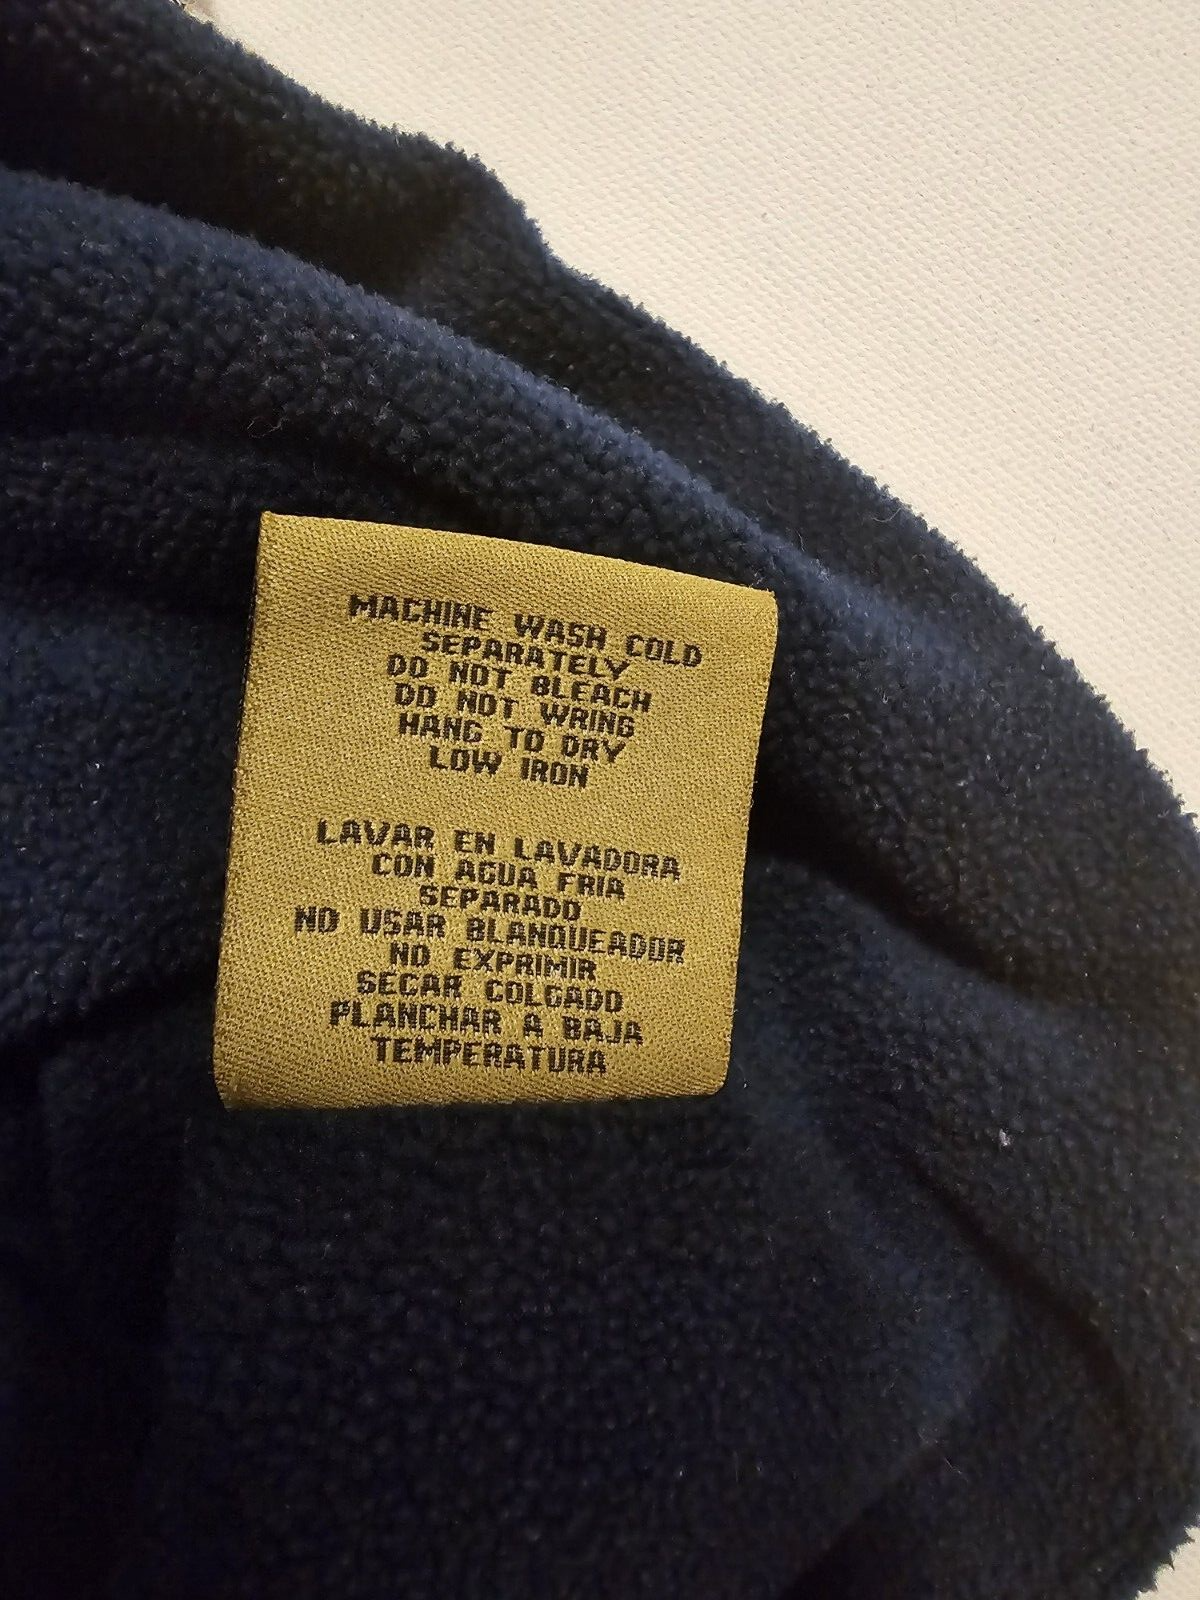 MACHINE WASH COLD
SEPARATELY
DO NOT BLEACH
DO NOT WRING
HANG TO DRY
LOW IRON
LAVAR EN LAVADORA
CON AGUA FRIA
SEPARADO
NO USAR BLANQUEADOR
NO EXPRIMIR
SECAR COLGADO
PLANCHAR A BAJA
TEMPERATURA